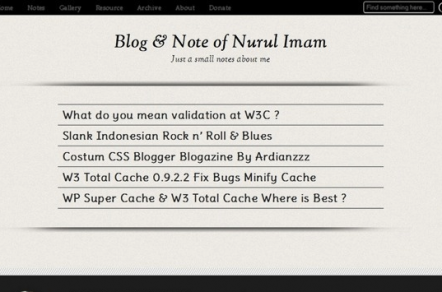 ome Notes Gallery Resource Archive About Donate Find something here...
Blog & Note of Nurul Imam
Just a small notes about me
What do you mean validation at W3C ?
Slank Indonesian Rock n' Roll & Blues
Costum CSS Blogger Blogazine By Ardianzzz
W3 Total Cache 0.9.2.2 Fix Bugs Minify Cache
WP Super Cache & W3 Total Cache Where is Best ?